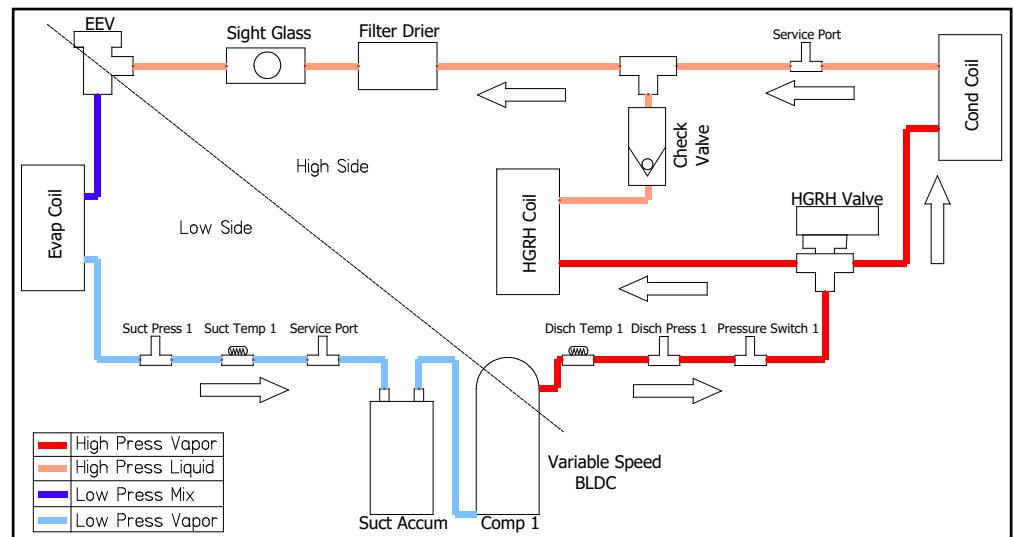 EEV
Sight Glass
Filter Drier
Service Port
Cond Coil
Check
Valve
High Side
HGRH Coil
HGRH Valve
Evap Coil
Low Side
Suct Press 1
Suct Temp 1
Service Port
Disch Temp 1
Disch Press 1
Pressure Switch 1
High Press Vapor
High Press Liquid
Low Press Mix
Low Press Vapor
Suct Accum
Comp 1
Variable Speed
BLDC